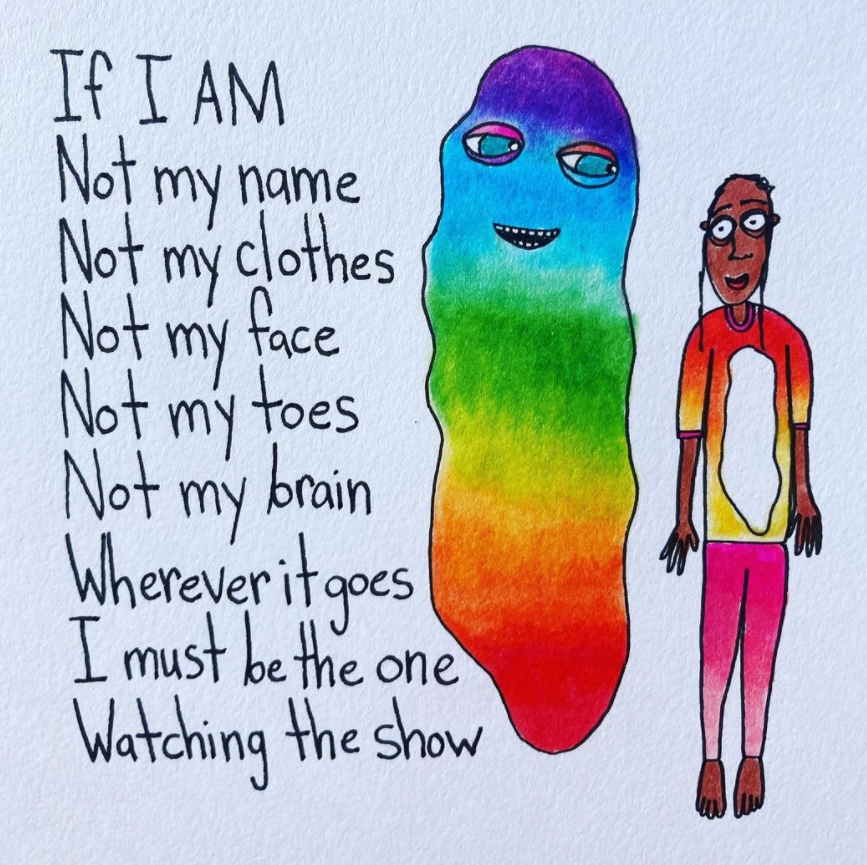 If I AM
Not my name
Not my clothes
Not my face
Not my toes
Not my brain
Wherever it goes
I must be the one
Watching the show